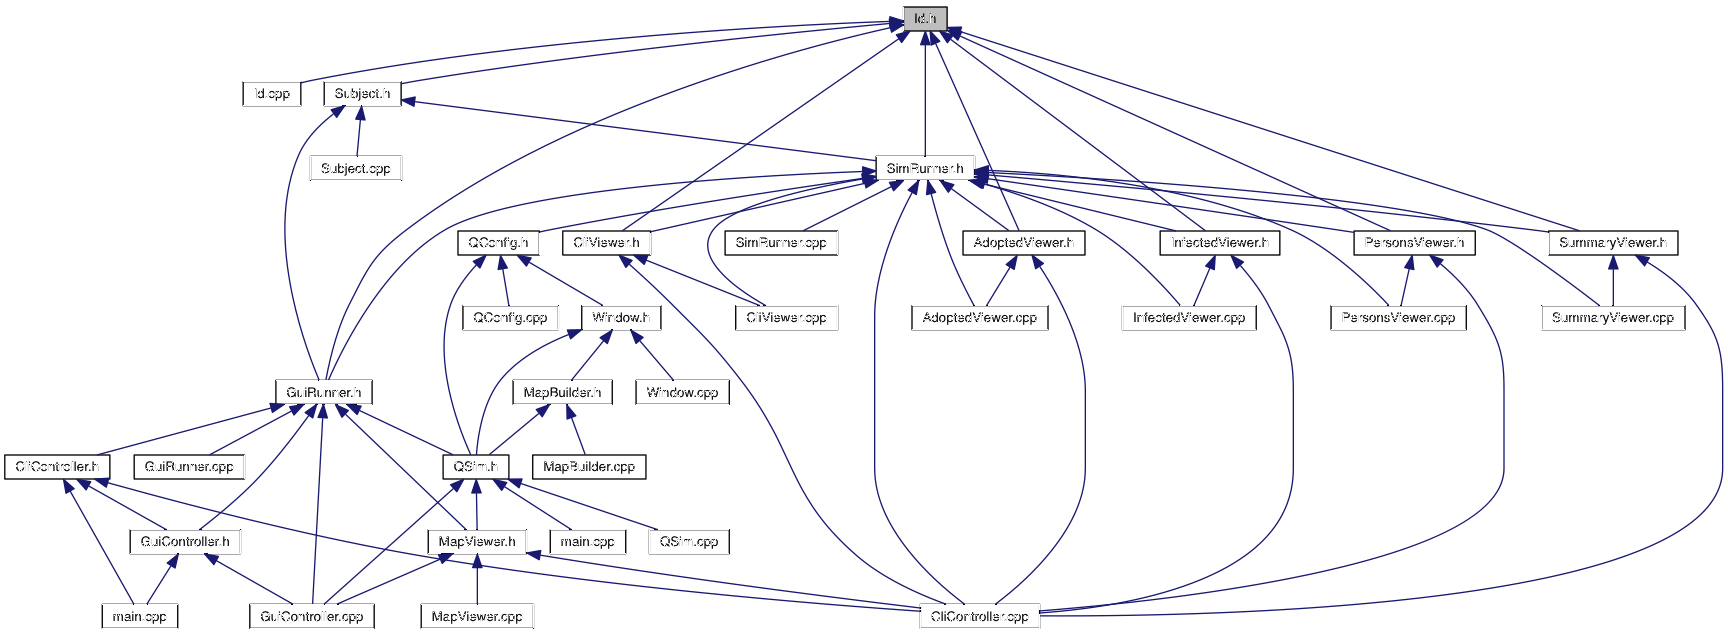 Id.h
Id.cpp
Subject.h
Subject.cpp
SimRunner.h
QConfig.h
CliViewer.h
SimRunner.cpp
AdoptedViewer.h
InfectedViewer.h
PersonsViewer.h
SummaryViewer.h
QConfig.cpp
Window.h
CliViewer.cpp
AdoptedViewer.cpp
InfectedViewer.cpp
PersonsViewer.cpp
SummaryViewer.cpp
GuiRunner.h
MapBuilder.h
Window.cpp
CliController.h
GuiRunner.cpp
QSim.h
MapBuilder.cpp
GuiController.h
MapViewer.h
main.cpp
QSim.cpp
main.cpp
GuiController.cpp
MapViewer.cpp
CliController.cpp